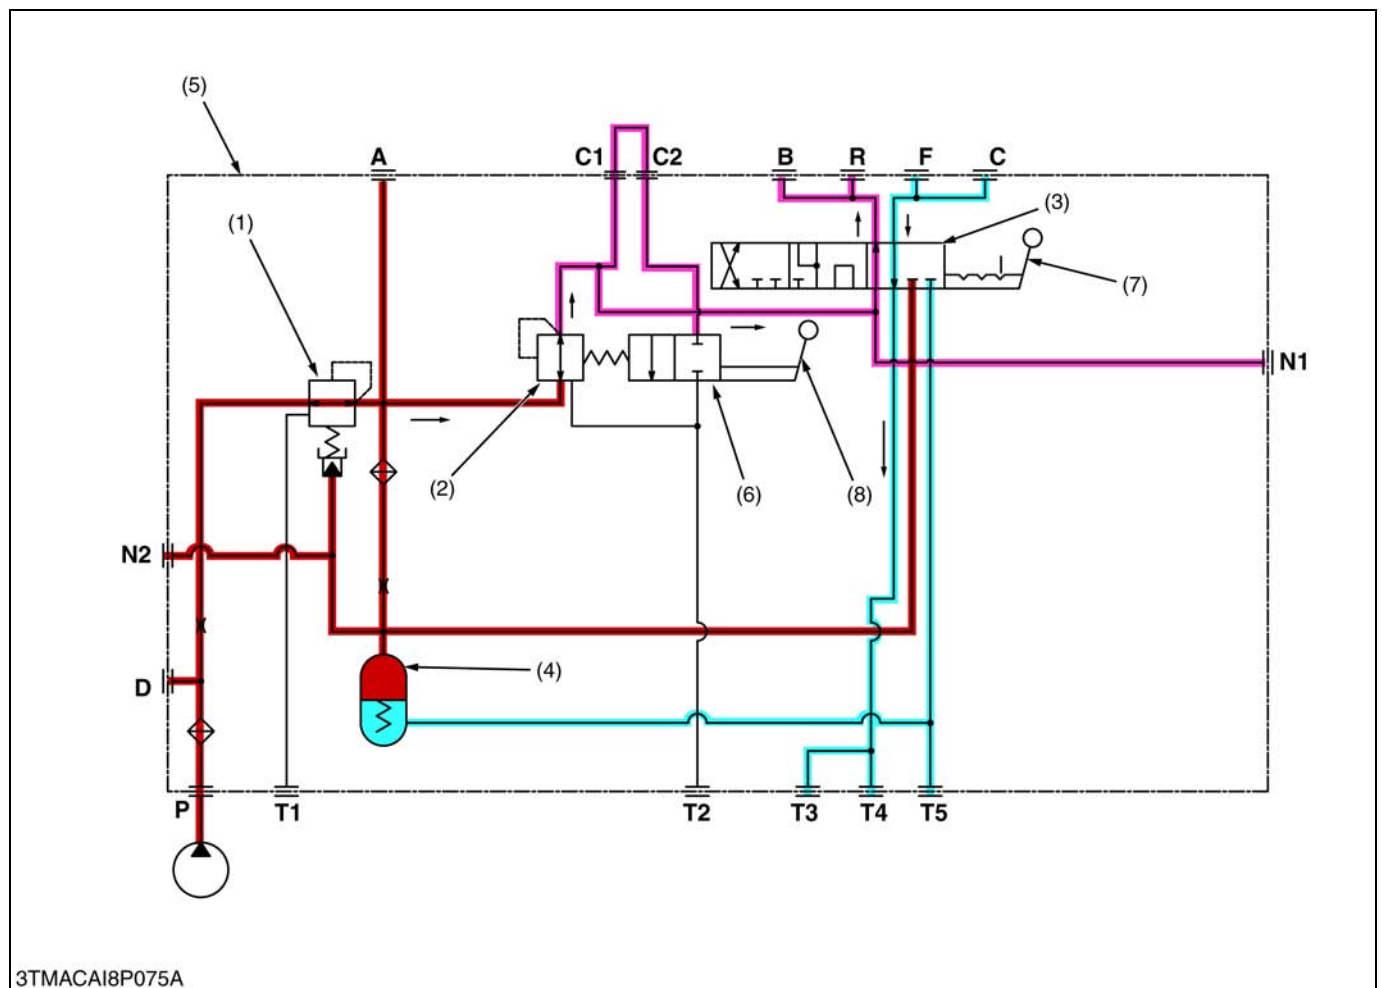 (5)
A
C1
C2
B
R
F
C
(1)
(3)
(7)
N1
(2)
(6)
(8)
N2
(4)
D
P
T1
T2
T3
T4
T5
3TMACAI8P075A